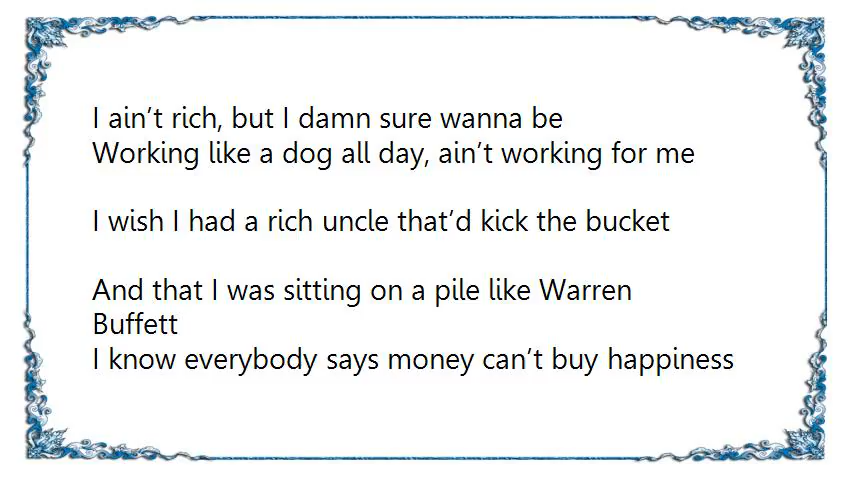 I ain’t rich, but I damn sure wanna be
Working like a dog all day, ain’t working for me
I wish I had a rich uncle that’d kick the bucket
And that I was sitting on a pile like Warren
Buffett
I know everybody says money can’t buy happiness